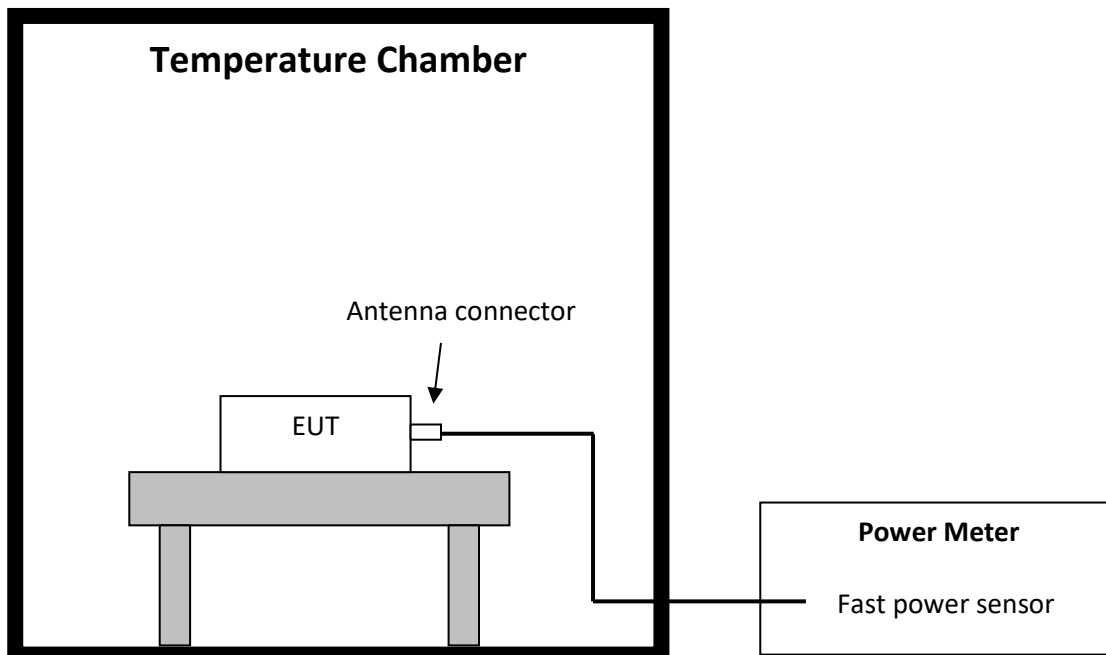 Temperature Chamber
Antenna connector
EUT
Power Meter
Fast power sensor